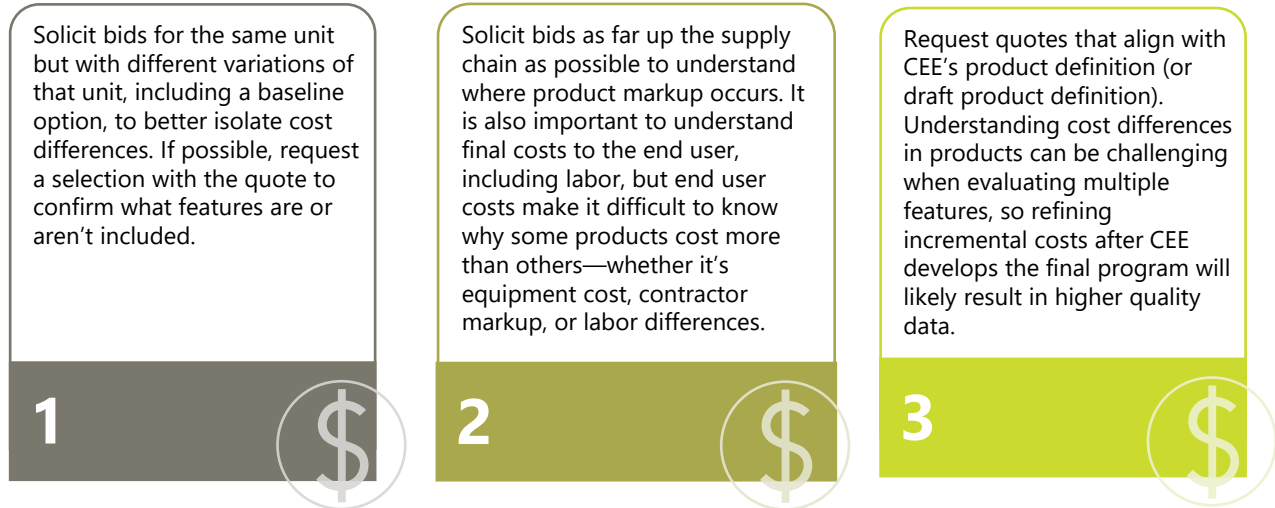 Solicit bids for the same unit
but with different variations of
that unit, including a baseline
option, to better isolate cost
differences. If possible, request
a selection with the quote to
confirm what features are or
aren’t included.
1
$
Solicit bids as far up the supply
chain as possible to understand
where product markup occurs. It
is also important to understand
final costs to the end user,
including labor, but end user
costs make it difficult to know
why some products cost more
than others—whether it’s
equipment cost, contractor
markup, or labor differences.
2
$
Request quotes that align with
CEE’s product definition (or
draft product definition).
Understanding cost differences
in products can be challenging
when evaluating multiple
features, so refining
incremental costs after CEE
develops the final program will
likely result in higher quality
data.
3
$